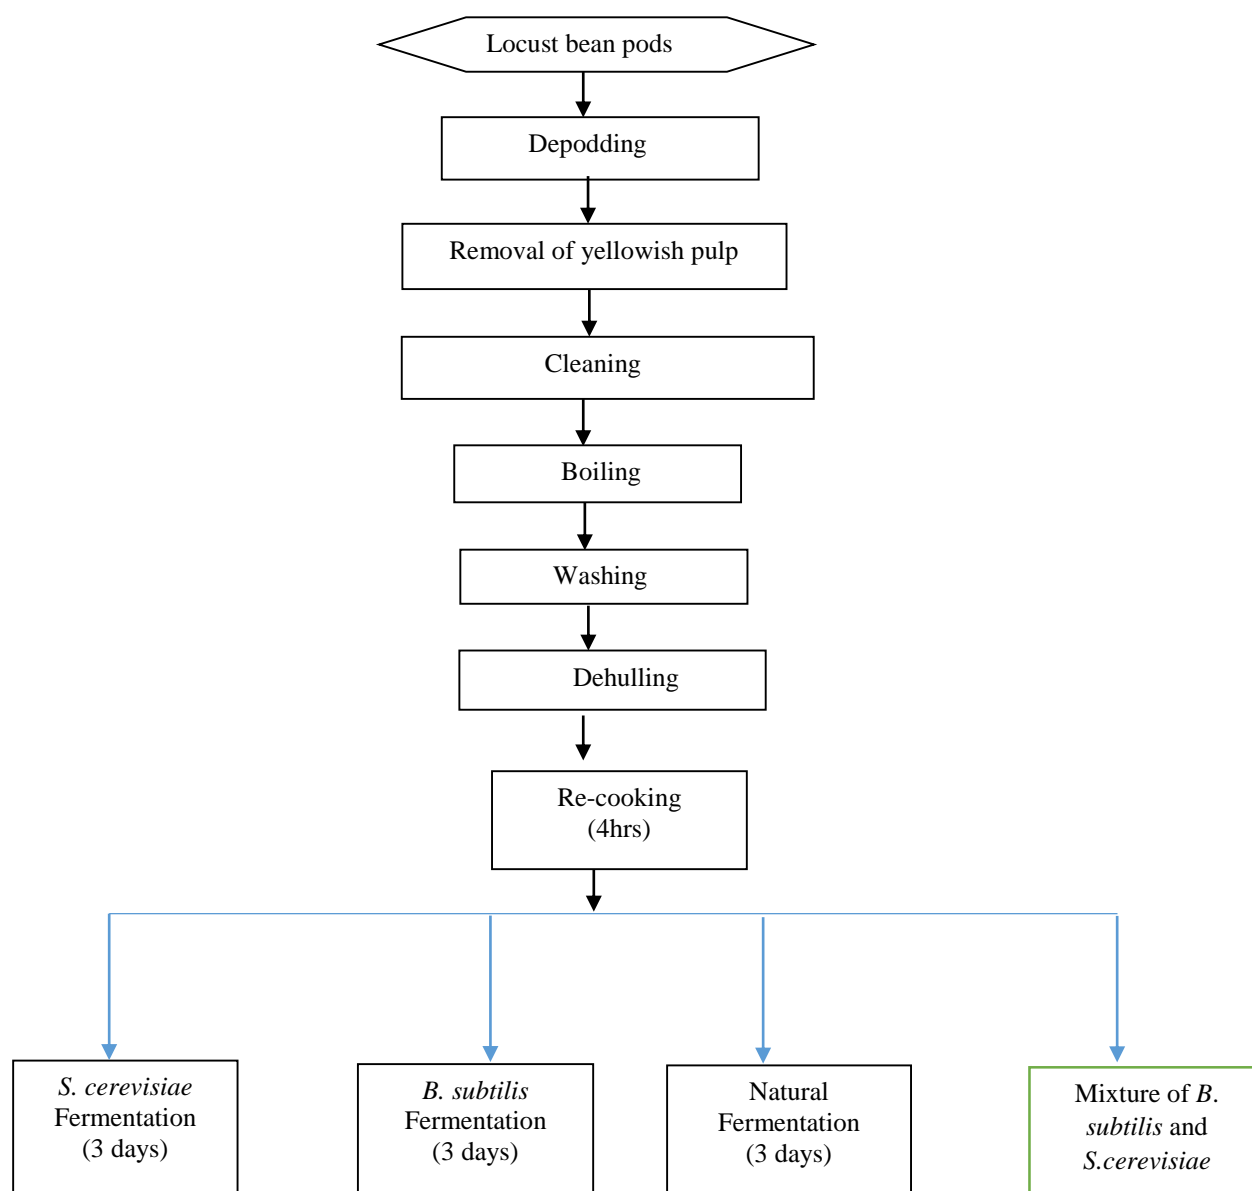 Locust bean pods
Depodding
Removal of yellowish pulp
Cleaning
Boiling
Washing
Dehulling
Re-cooking
(4hrs)
S. cerevisiae
Fermentation
(3 days)
B. subtilis
Fermentation
(3 days)
Natural
Fermentation
(3 days)
Mixture of B.
subtilis and
S.cerevisiae